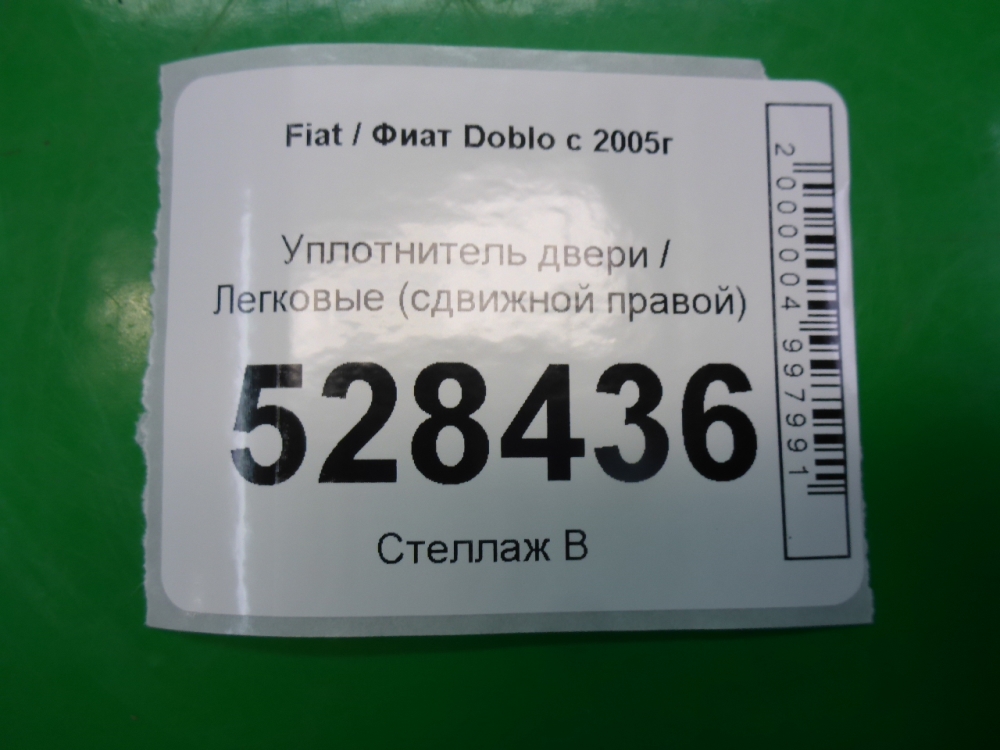 Fiat / Фиат Doblo с 2005г
Уплотнитель двери /
Легковые (сдвижной правой)
528436
Стеллаж В
2000004997991